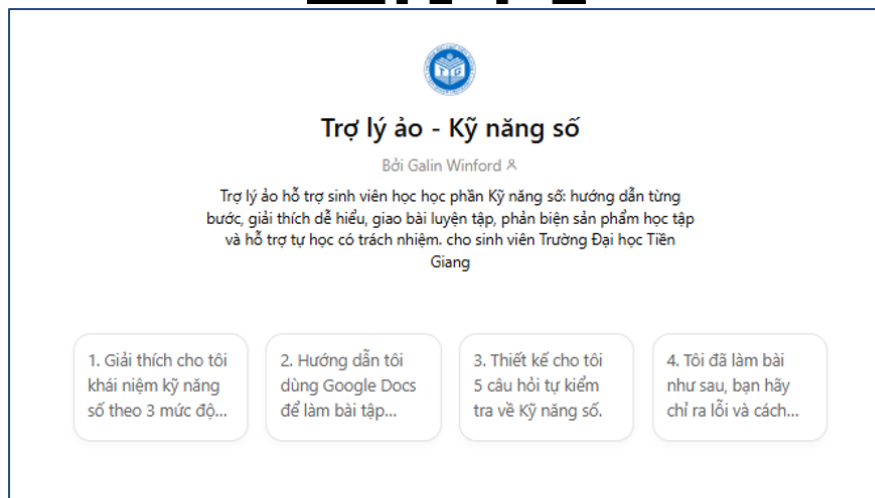 TG
Trợ lý ảo - Kỹ năng số
Bởi Galin Winford
Trợ lý ảo hỗ trợ sinh viên học học phần Kỹ năng số: hướng dẫn từng
bước, giải thích dễ hiểu, giao bài luyện tập, phản biện sản phẩm học tập
và hỗ trợ tự học có trách nhiệm. cho sinh viên Trường Đại học Tiền
Giang
1. Giải thích cho tôi
khái niệm kỹ năng
số theo 3 mức độ...
2. Hướng dẫn tôi
dùng Google Docs
để làm bài tập...
3. Thiết kế cho tôi
5 câu hỏi tự kiểm
tra về Kỹ năng số.
4. Tôi đã làm bài
như sau, bạn hãy
chỉ ra lỗi và cách...